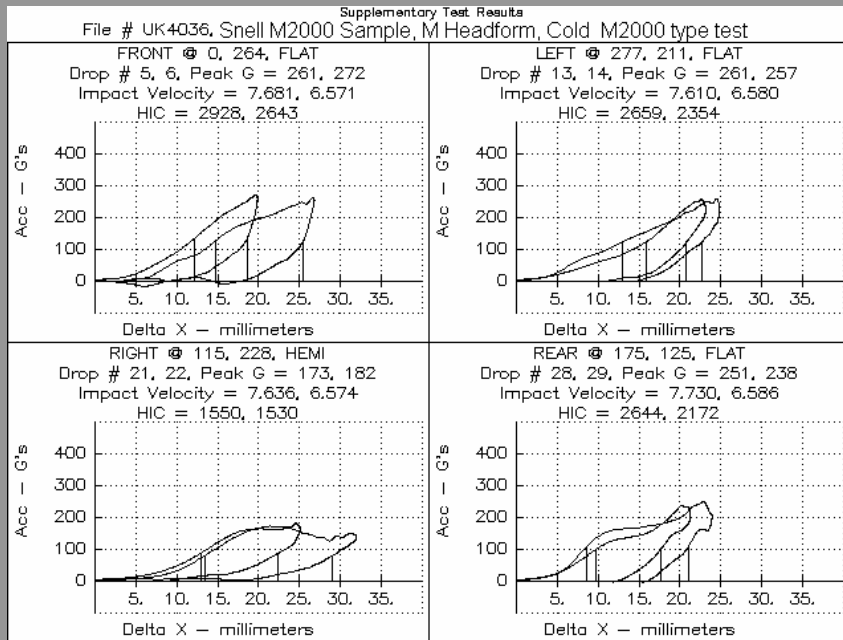 Supplementary Test Results
File # UK4036, Snell M2000 Sample, M Headform, Cold M2000 type test
FRONT @ 0, 264, FLAT
Drop # 5, 6, Peak G = 261, 272
Impact Velocity = 7.681, 6.571
HIC = 2928, 2643
Acc – G's
400
300
200
100
0
5. 10. 15. 20. 25. 30. 35.
Delta X – millimeters
LEFT @ 277, 211, FLAT
Drop # 13, 14, Peak G = 261, 257
Impact Velocity = 7.610, 6.580
HIC = 2659, 2354
Acc – G's
400
300
200
100
0
5. 10. 15. 20. 25. 30. 35.
Delta X – millimeters
RIGHT @ 115, 228, HEMI
Drop # 21, 22, Peak G = 173, 182
Impact Velocity = 7.636, 6.574
HIC = 1550, 1530
Acc – G's
400
300
200
100
0
5. 10. 15. 20. 25. 30. 35.
Delta X – millimeters
REAR @ 175, 125, FLAT
Drop # 28, 29, Peak G = 251, 238
Impact Velocity = 7.730, 6.586
HIC = 2644, 2172
Acc – G's
400
300
200
100
0
5. 10. 15. 20. 25. 30. 35.
Delta X – millimeters